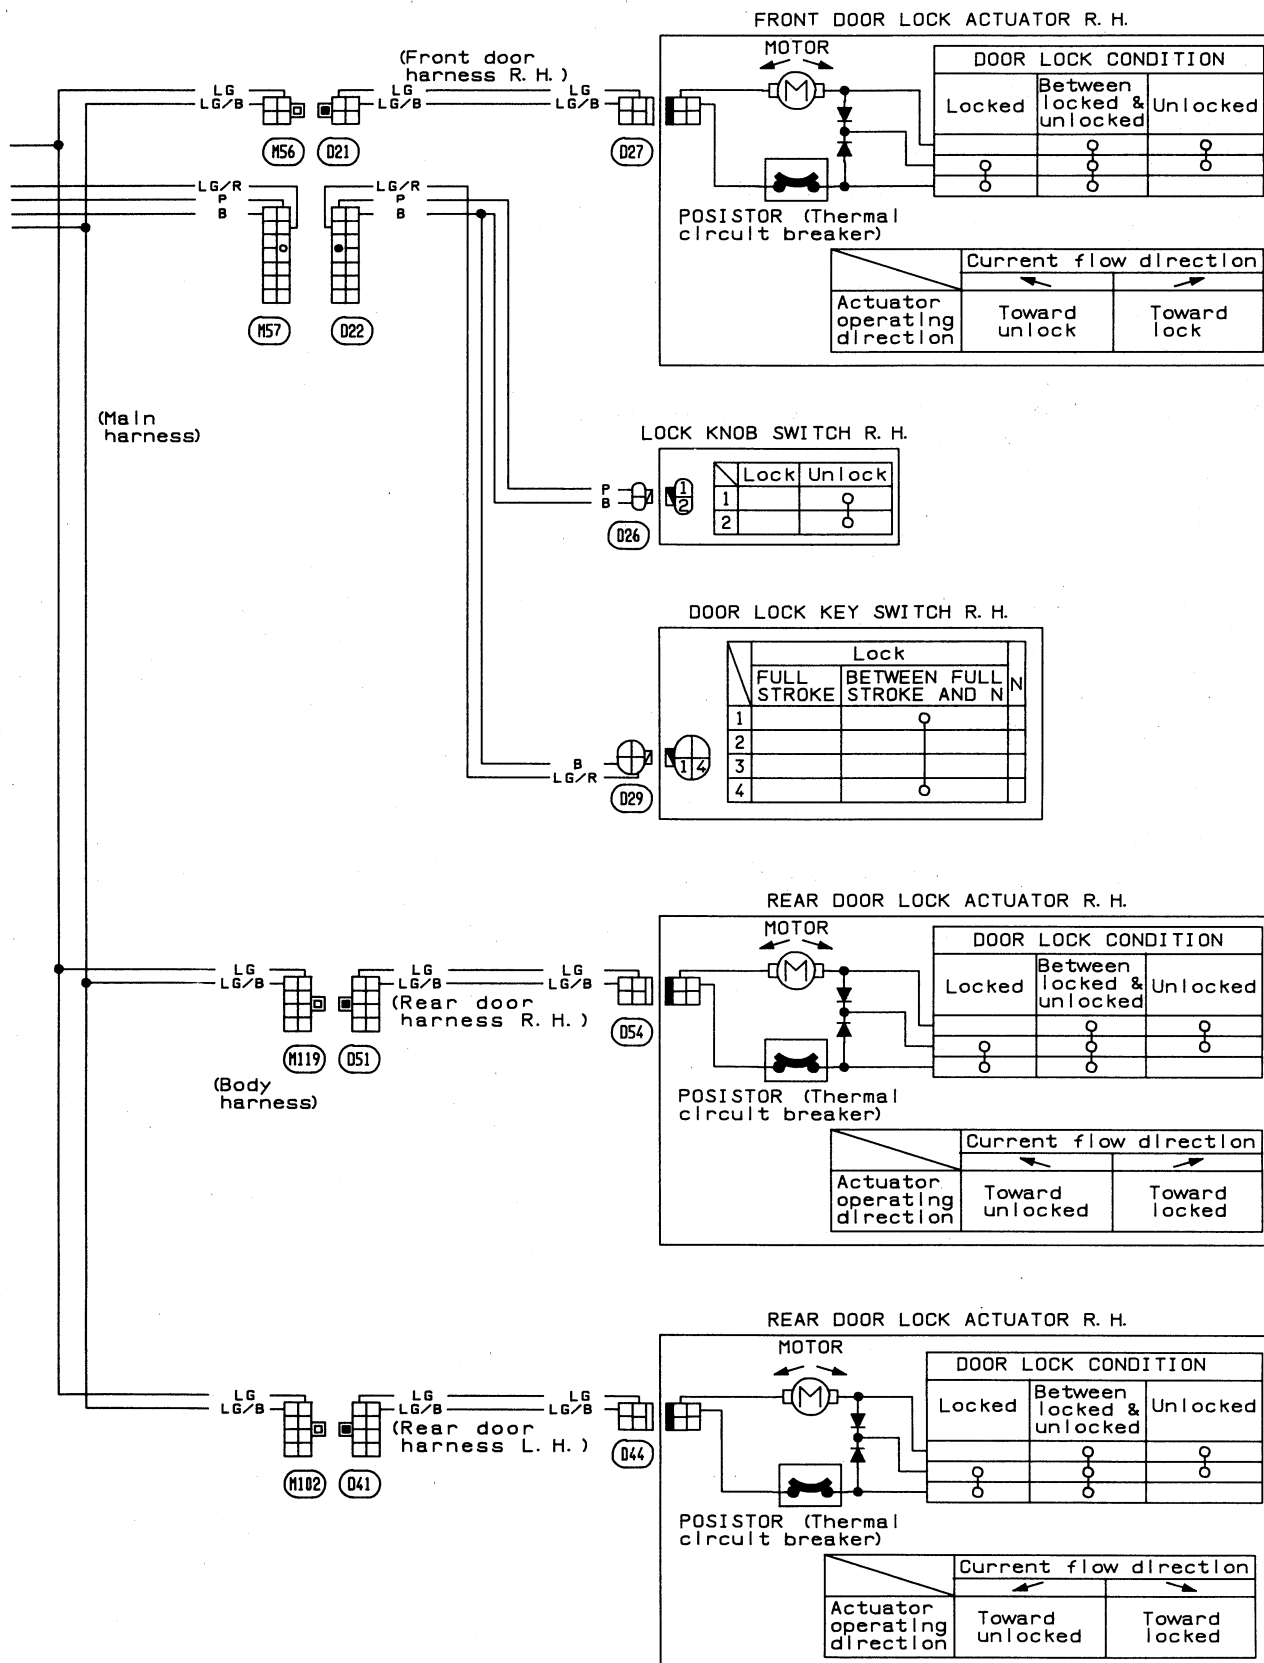 FRONT DOOR LOCK ACTUATOR R. H.
(Front door
harness R. H. )
LG
LG/B
LG
LG/B
LG
LG/B
M56
D21
D27
MOTOR
M
DOOR LOCK CONDITION
Locked
Between
locked &
unlocked
Unlocked
POSISTOR (Thermal
circuit breaker)
Current flow direction
Actuator
operating
direction
Toward
unlock
Toward
lock
LG/R
P
B
LG/R
P
B
M57
D22
(Main
harness)
LOCK KNOB SWITCH R. H.
P
B
D26
1
2
Lock
Unlock
1
2
DOOR LOCK KEY SWITCH R. H.
B
LG/R
D29
1 4
Lock
FULL
STROKE
BETWEEN FULL
STROKE AND N
N
1
2
3
4
REAR DOOR LOCK ACTUATOR R. H.
LG
LG/B
LG
LG/B
LG
LG/B
(Rear door
harness R. H. )
M119
D51
D54
(Body
harness)
MOTOR
M
DOOR LOCK CONDITION
Locked
Between
locked &
unlocked
Unlocked
POSISTOR (Thermal
circuit breaker)
Current flow direction
Actuator
operating
direction
Toward
unlocked
Toward
locked
REAR DOOR LOCK ACTUATOR R. H.
LG
LG/B
LG
LG/B
LG
LG/B
(Rear door
harness L. H. )
M102
D41
D44
MOTOR
M
DOOR LOCK CONDITION
Locked
Between
locked &
unlocked
Unlocked
POSISTOR (Thermal
circuit breaker)
Current flow direction
Actuator
operating
direction
Toward
unlocked
Toward
locked